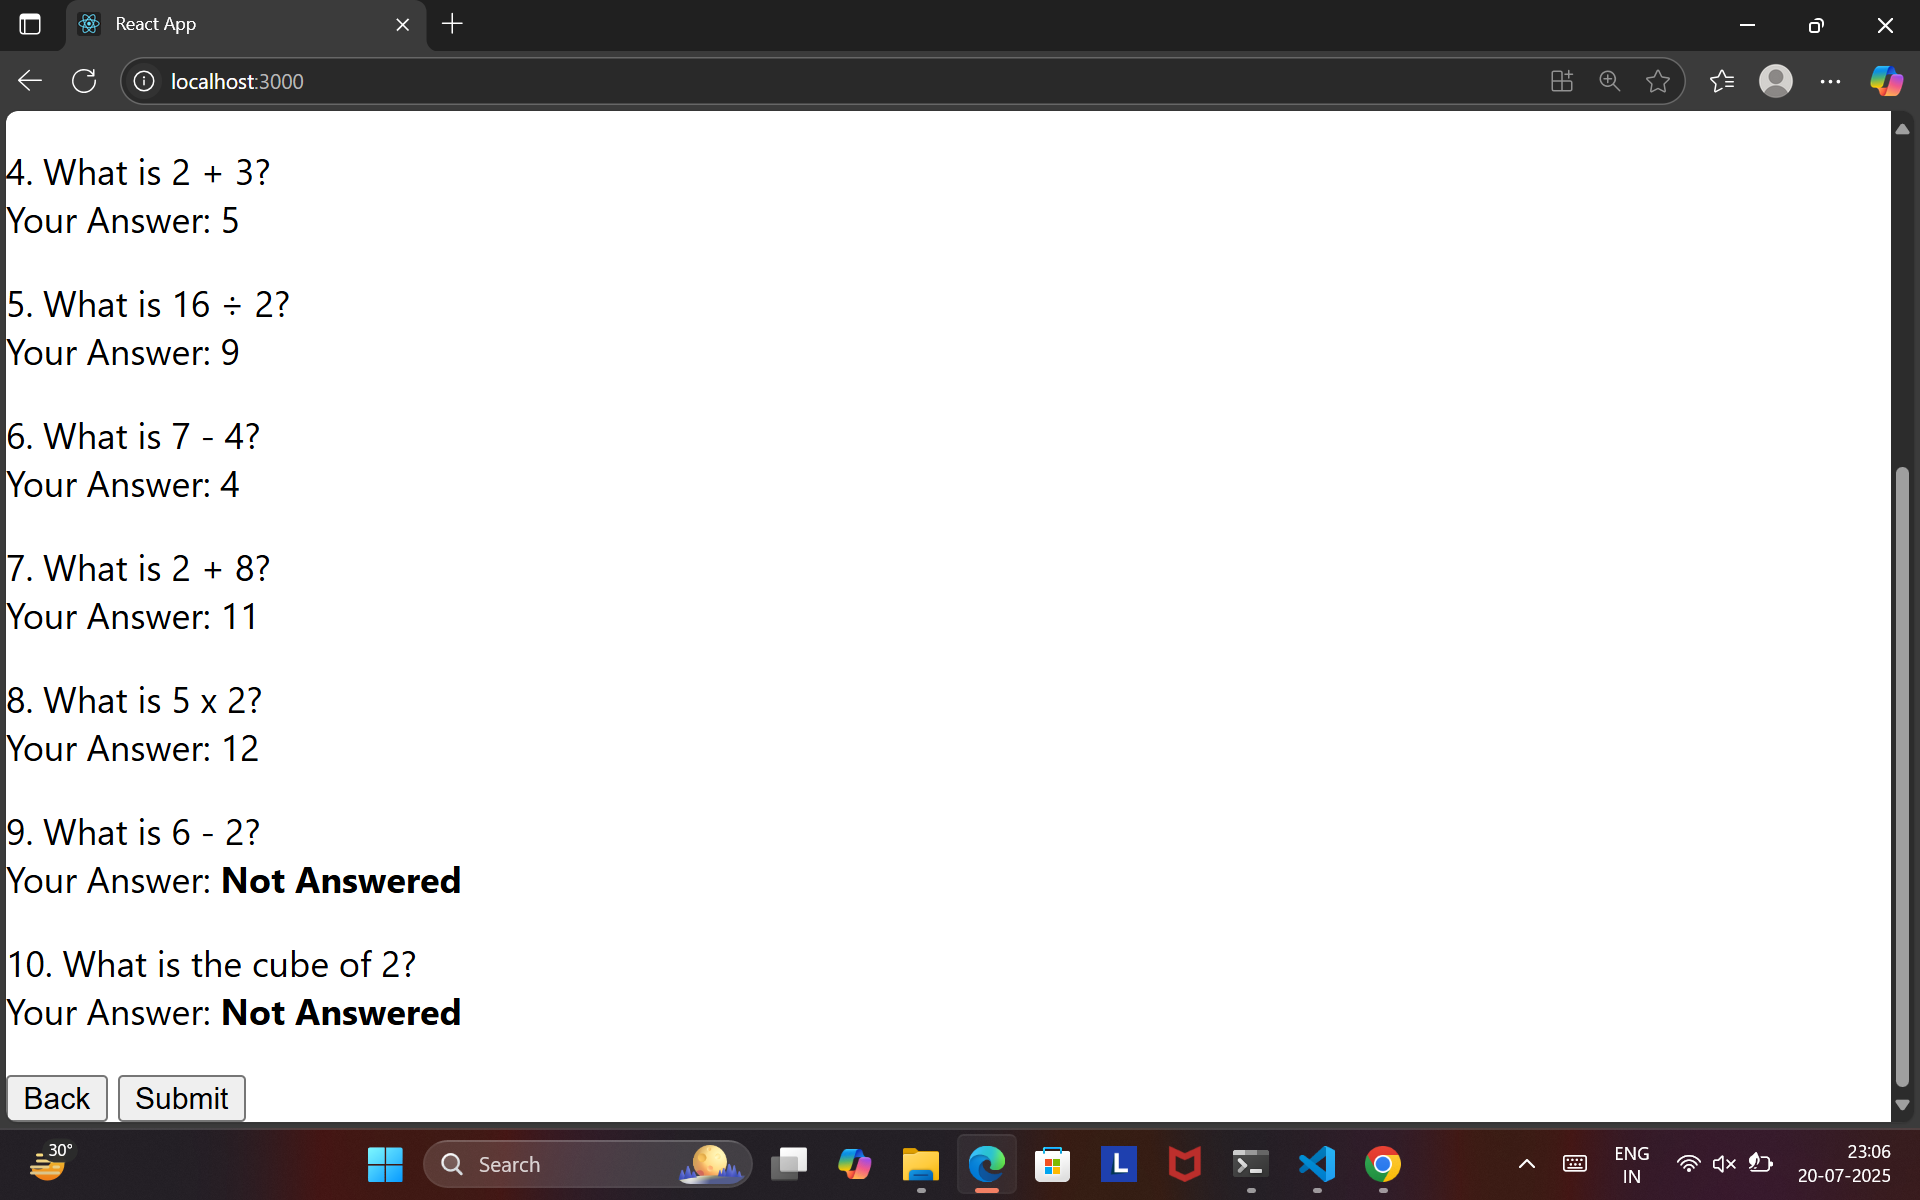 React App
localhost:3000
4. What is 2 + 3?
Your Answer: 5
5. What is 16 ÷ 2?
Your Answer: 9
6. What is 7 - 4?
Your Answer: 4
7. What is 2 + 8?
Your Answer: 11
8. What is 5 x 2?
Your Answer: 12
9. What is 6 - 2?
Your Answer: Not Answered
10. What is the cube of 2?
Your Answer: Not Answered
Back Submit
30°
Search
L
ENG
IN
23:06
20-07-2025